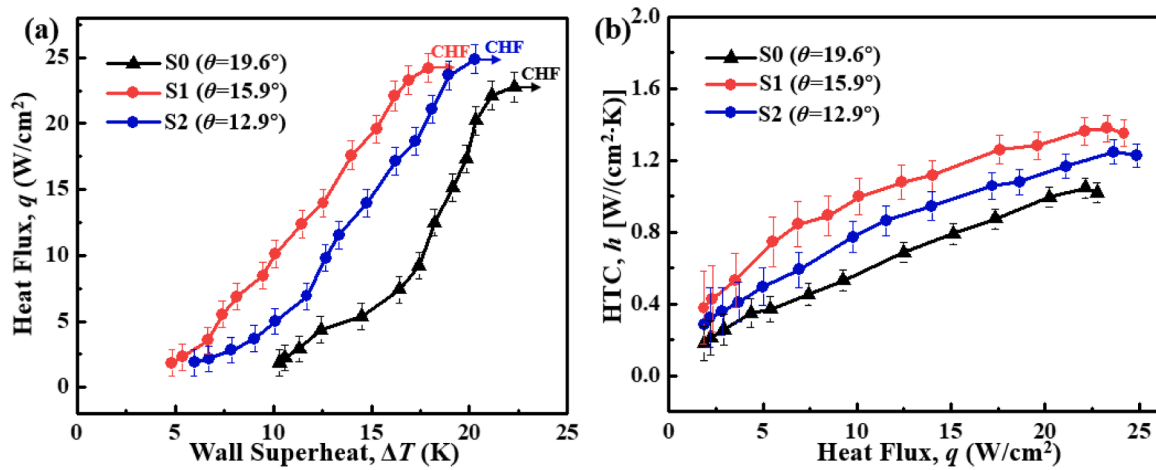 (a)
S0 (θ=19.6°)
S1 (θ=15.9°)
S2 (θ=12.9°)
CHF
CHF
CHF
25
20
15
10
5
0
Heat Flux, q (W/cm²)
5
10
15
20
25
Wall Superheat, ΔT (K)
(b)
S0 (θ=19.6°)
S1 (θ=15.9°)
S2 (θ=12.9°)
2.0
1.6
1.2
0.8
0.4
0.0
HTC, h [W/(cm²·K)]
0
5
10
15
20
25
Heat Flux, q (W/cm²)